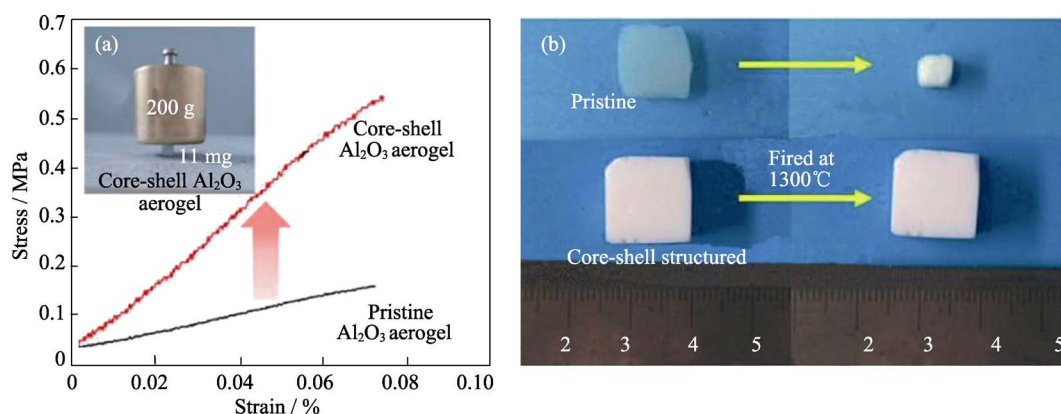 0.7
0.6
0.5
0.4
0.3
0.2
0.1
0
Stress / MPa
(a)
200 g
11 mg
Core-shell Al₂O₃
aerogel
Core-shell
Al₂O₃ aerogel
Pristine
Al₂O₃ aerogel
0
0.02
0.04
0.06
0.08
0.10
Strain / %
(b)
Pristine
Fired at
1300℃
Core-shell structured
2 3 4 5
2 3 4 5